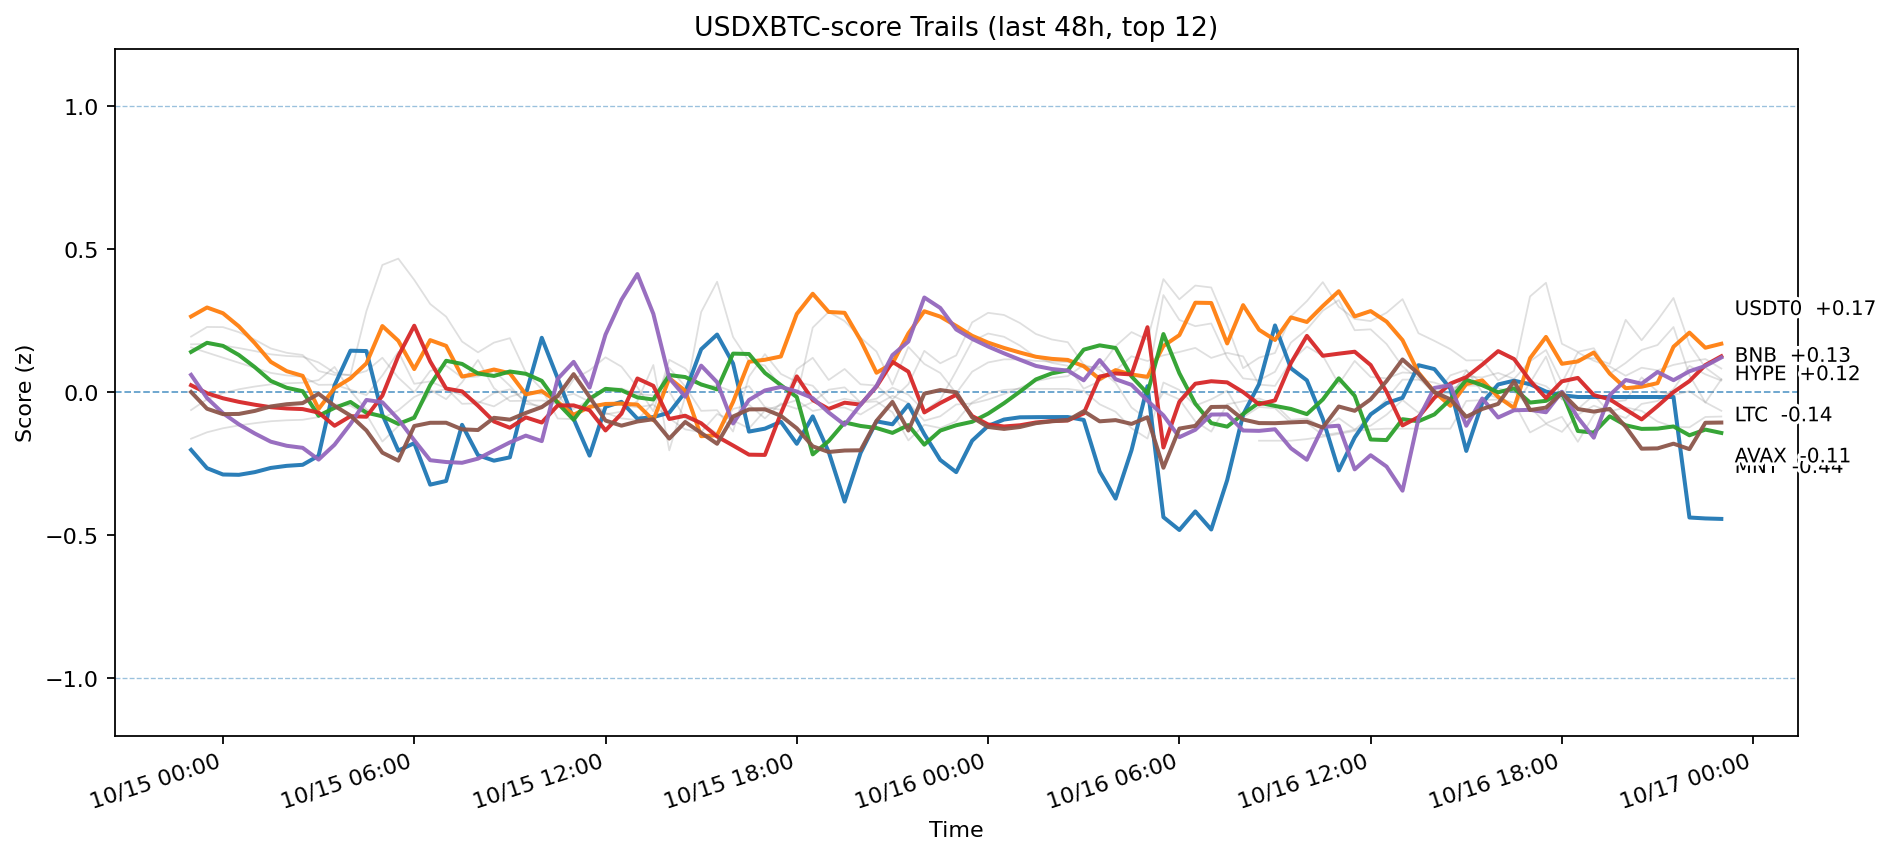 USDXBTC-score Trails (last 48h, top 12)
Score (z)
1.0
0.5
0.0
−0.5
−1.0
USDT0 +0.17
BNB +0.13
HYPE +0.12
LTC -0.14
AVAX -0.11
MNT -0.44
10/15 00:00
10/15 06:00
10/15 12:00
10/15 18:00
10/16 00:00
10/16 06:00
10/16 12:00
10/16 18:00
10/17 00:00
Time